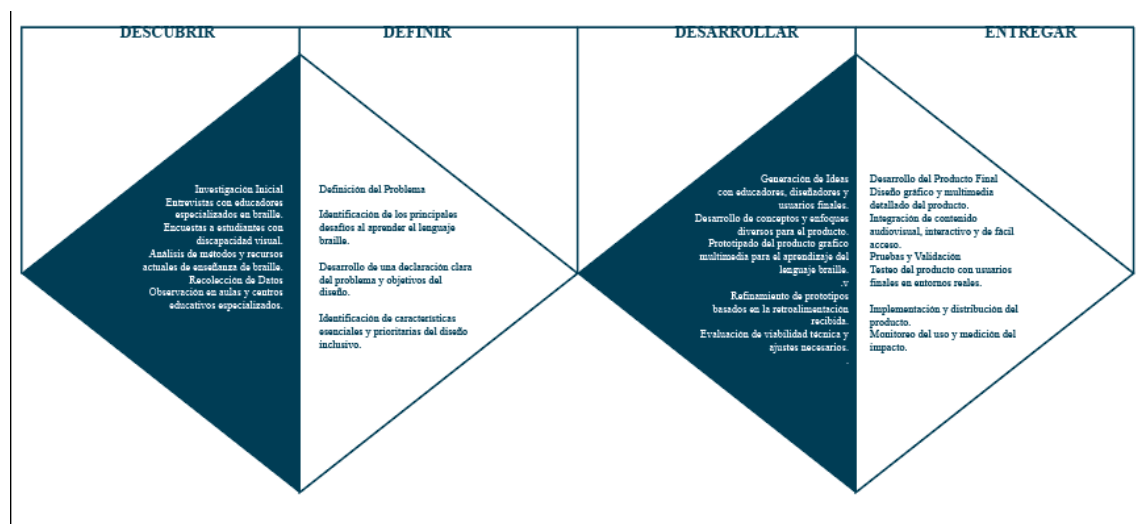 DESCUBRIR
DEFINIR
DESARROLLAR
ENTREGAR
Investigación Inicial
Entrevistas con educadores
especializados en braille.
Encuestas a estudiantes con
discapacidad visual.
Análisis de métodos y recursos
actuales de enseñanza de braille.
Recolección de Datos
Observación en aulas y centros
educativos especializados.
Definición del Problema
Identificación de los principales
desafíos al aprender el lenguaje
braille.
Desarrollo de una declaración clara
del problema y objetivos del
diseño.
Identificación de características
esenciales y prioritarias del diseño
inclusivo.
Generación de Ideas
con educadores, diseñadores y
usuarios finales.
Desarrollo de conceptos y enfoques
diversos para el producto.
Prototipado del producto grafico
multimedia para el aprendizaje del
lenguaje braille.
.v
Refinamiento de prototipos
basados en la retroalimentación
recibida.
Evaluación de viabilidad técnica y
ajustes necesarios.
.
Desarrollo del Producto Final
Diseño gráfico y multimedia
detallado del producto.
Integración de contenido
audiovisual, interactivo y de fácil
acceso.
Pruebas y Validación
Testeo del producto con usuarios
finales en entornos reales.
Implementación y distribución del
producto.
Monitoreo del uso y medición del
impacto.